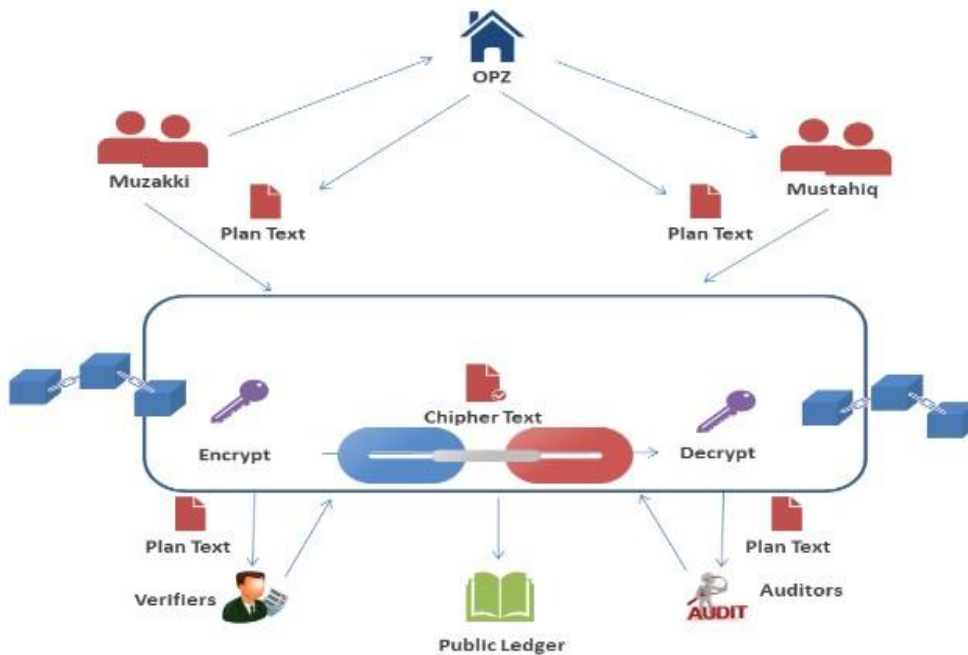 OPZ
Muzakki
Mustahiq
Plan Text
Plan Text
Chipher Text
Encrypt
Decrypt
Plan Text
Plan Text
Verifiers
AUDIT
Auditors
Public Ledger